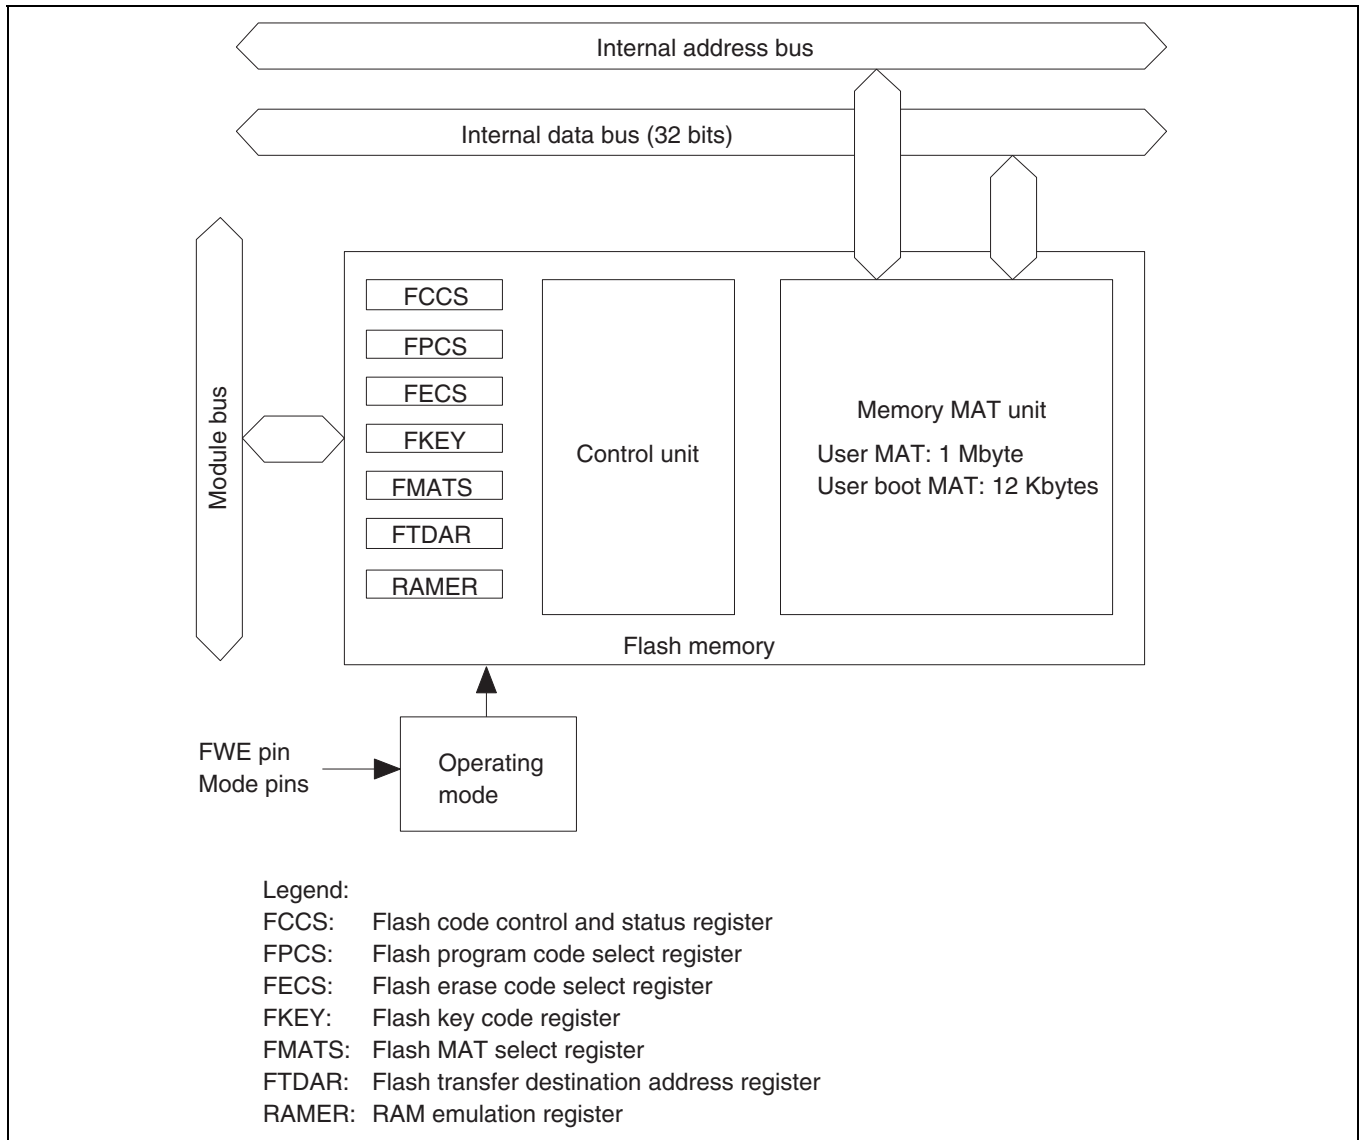 Internal address bus
Internal data bus (32 bits)
Module bus
FCCS
FPCS
FECS
FKEY
FMATS
FTDAR
RAMER
Control unit
Memory MAT unit
User MAT: 1 Mbyte
User boot MAT: 12 Kbytes
Flash memory
FWE pin
Mode pins
Operating
mode
Legend:
FCCS: Flash code control and status register
FPCS: Flash program code select register
FECS: Flash erase code select register
FKEY: Flash key code register
FMATS: Flash MAT select register
FTDAR: Flash transfer destination address register
RAMER: RAM emulation register